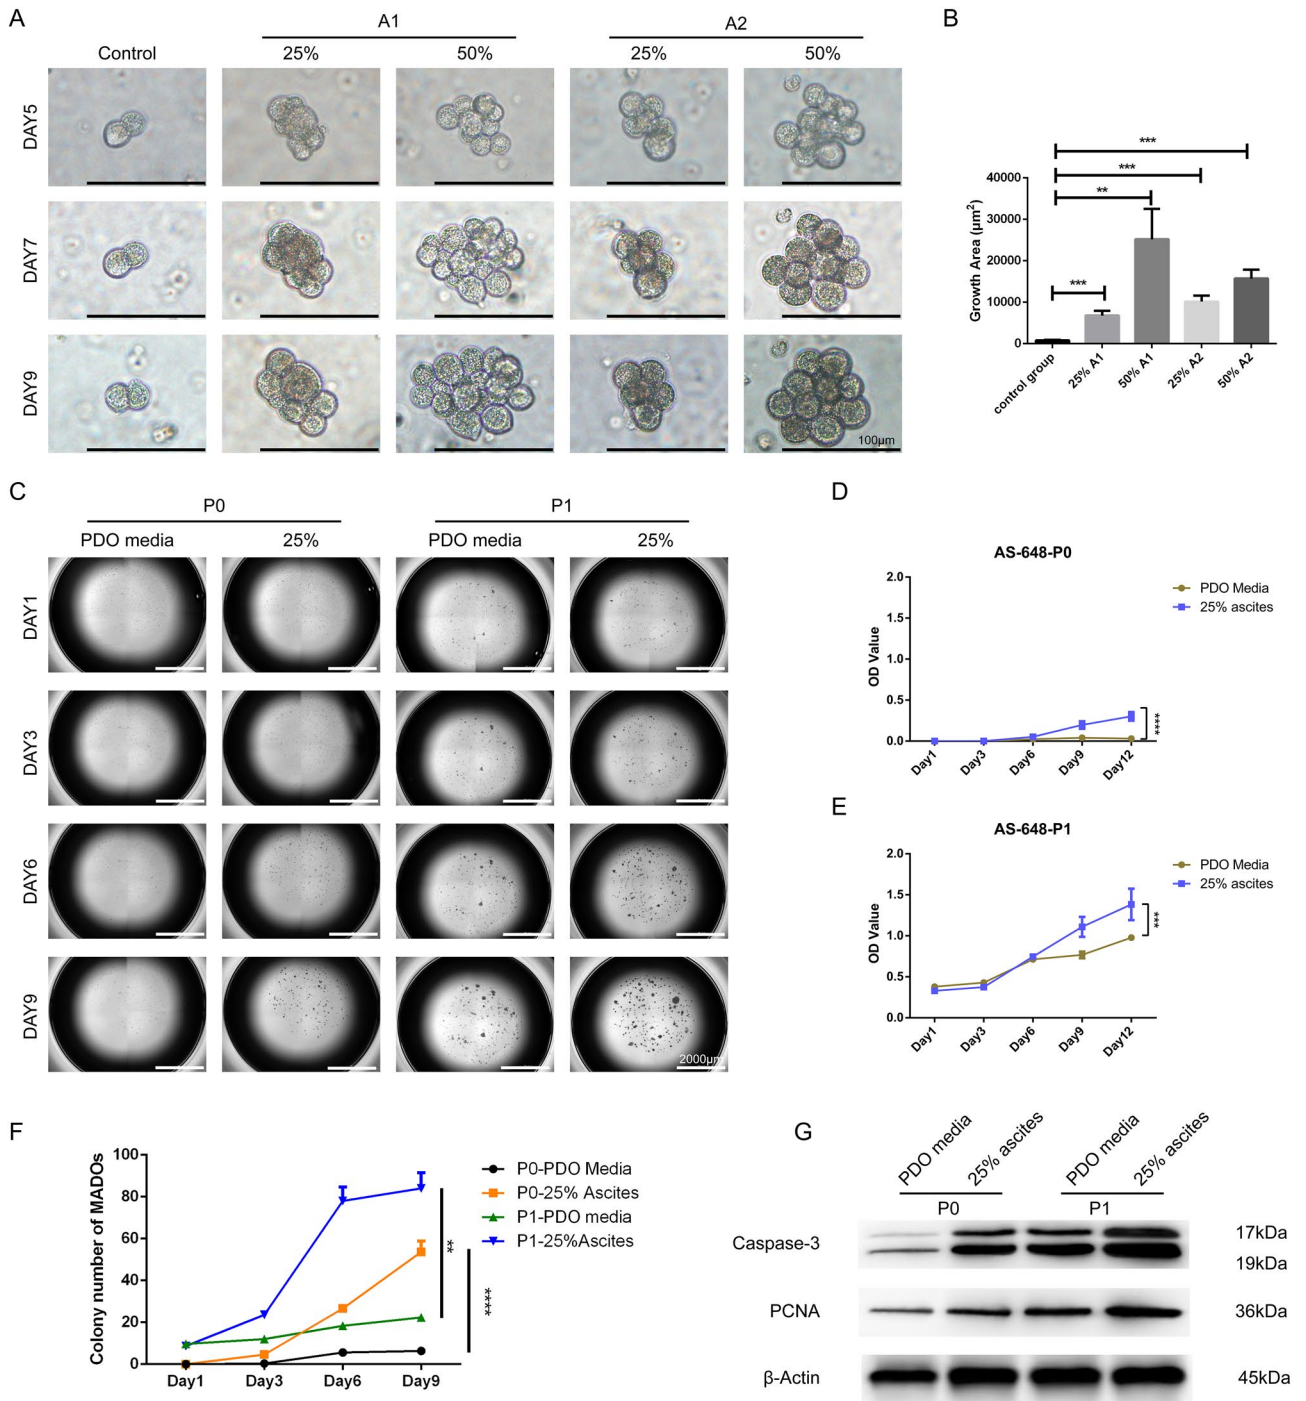 A
A1
A2
Control
25%
50%
25%
50%
DAY5
DAY7
DAY9
100μm
B
***
***
**
***
Growth Area (μm²)
40000
30000
20000
10000
0
control group
25% A1
50% A1
25% A2
50% A2
C
P0
P1
PDO media
25%
PDO media
25%
DAY1
DAY3
DAY6
DAY9
2000μm
D
AS-648-P0
OD Value
2.0
1.5
1.0
0.5
0.0
Day1
Day3
Day6
Day9
Day12
PDO Media
25% ascites
****
E
AS-648-P1
OD Value
2.0
1.5
1.0
0.5
0.0
Day1
Day3
Day6
Day9
Day12
PDO Media
25% ascites
***
F
Colony number of MADOs
100
80
60
40
20
0
Day1
Day3
Day6
Day9
P0-PDO Media
P0-25% Ascites
P1-PDO media
P1-25%Ascites
**
****
G
PDO media
25% ascites
PDO media
25% ascites
P0
P1
Caspase-3
17kDa
19kDa
PCNA
36kDa
β-Actin
45kDa